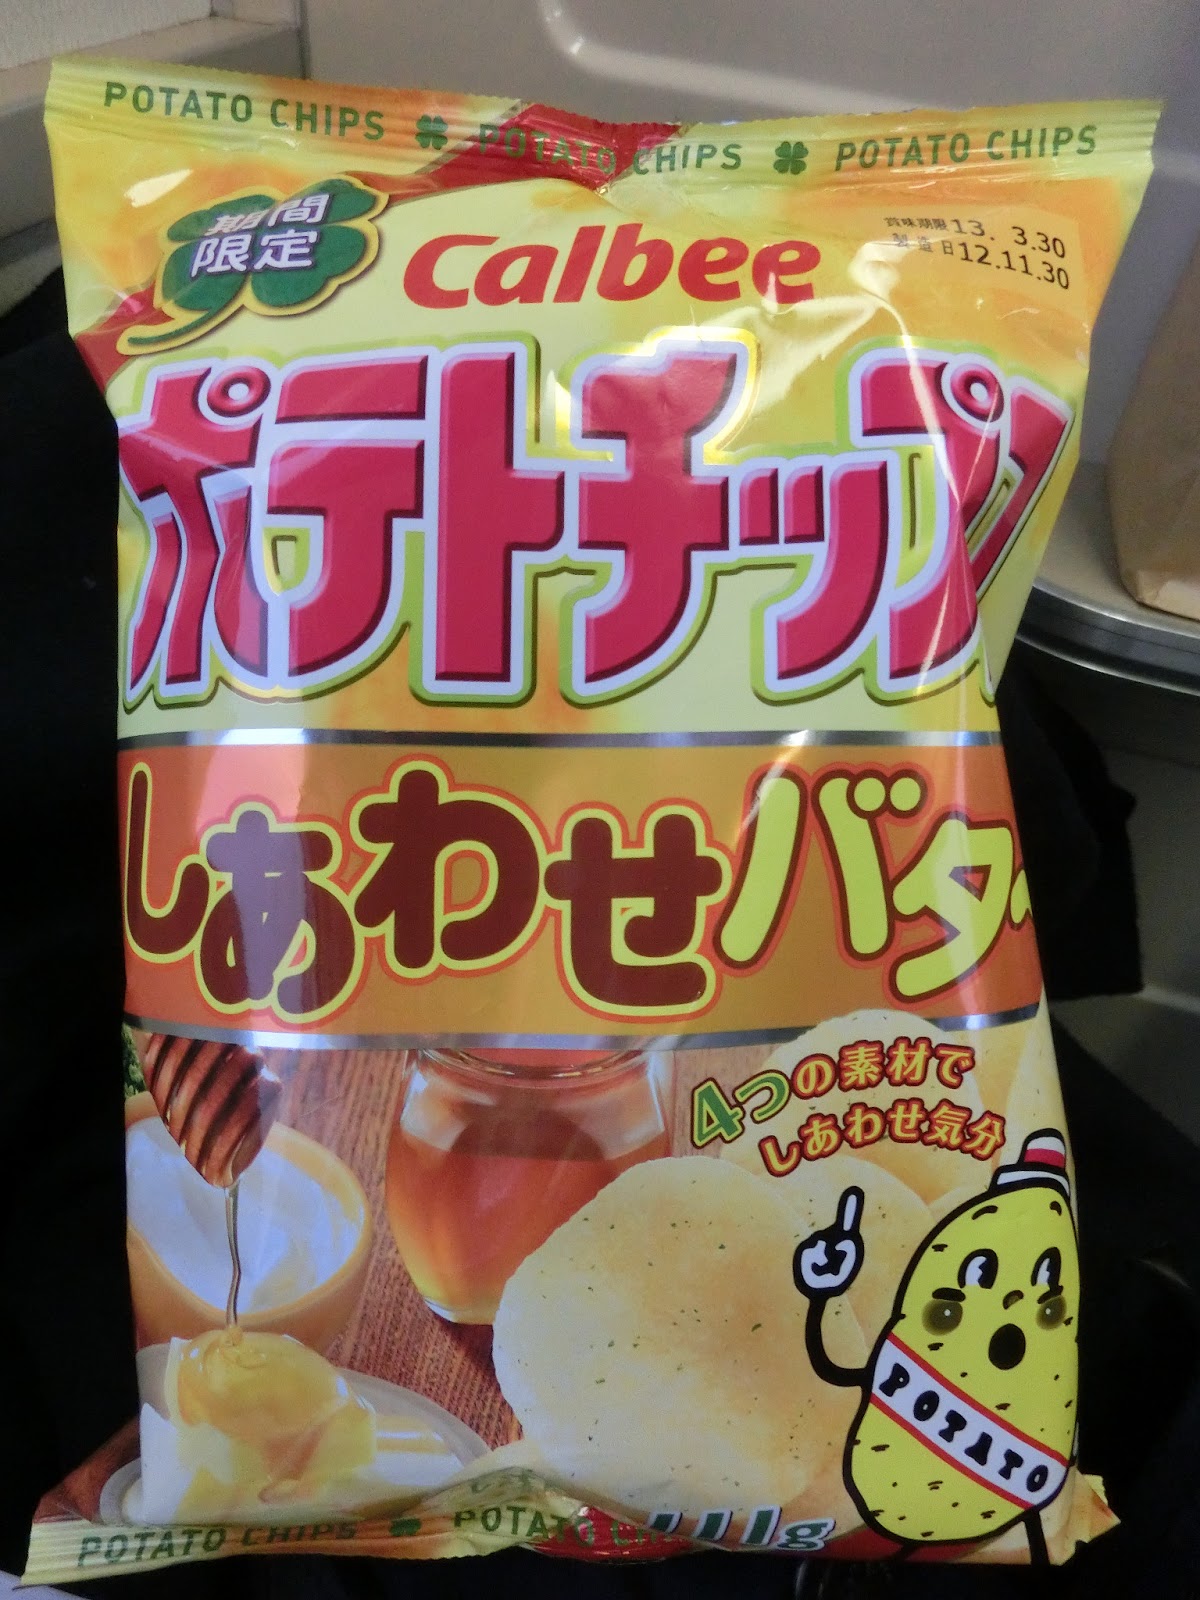 POTATO CHIPS POTATO CHIPS POTATO CHIPS
期間
限定
Calbee
賞味期限13. 3.30
製造日12.11.30
ポテトチップ
しあわせバター
4つの素材で
しあわせ気分
POTATO
111g
POTATO CHIPS POTATO CHIPS